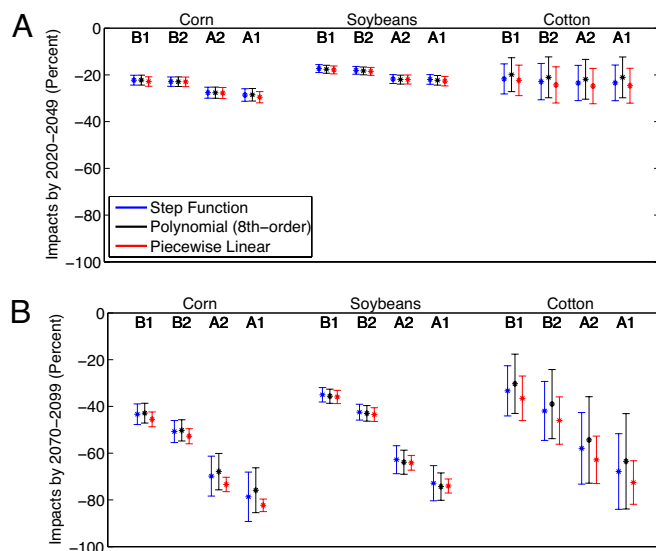 A
Corn Soybeans Cotton
0
B1 B2 A2 A1 B1 B2 A2 A1 B1 B2 A2 A1
−20
−40
−60
−80
−100
Impacts by 2020−2049 (Percent)
Step Function
Polynomial (8th−order)
Piecewise Linear
B
Corn Soybeans Cotton
0
B1 B2 A2 A1 B1 B2 A2 A1 B1 B2 A2 A1
−20
−40
−60
−80
−100
Impacts by 2070−2099 (Percent)